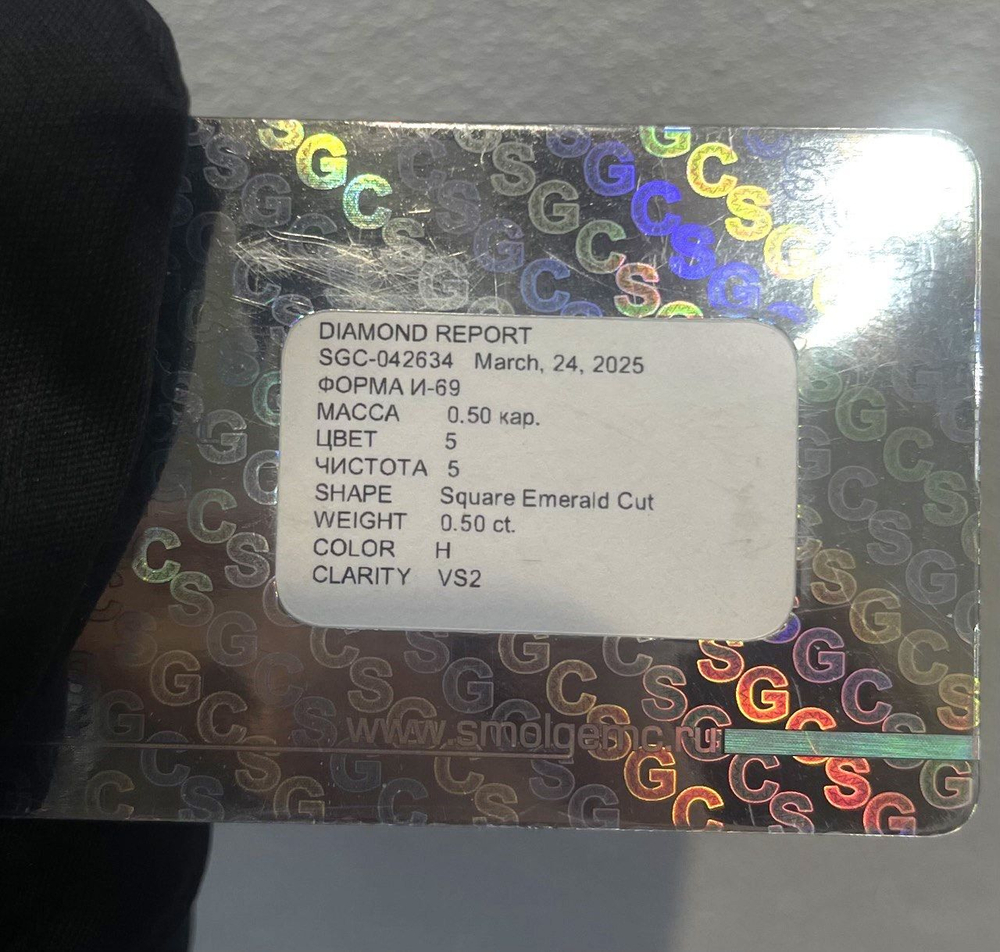 DIAMOND REPORT
SGC-042634 March, 24, 2025
ФОРМА И-69
МАССА 0.50 кар.
ЦВЕТ 5
ЧИСТОТА 5
SHAPE Square Emerald Cut
WEIGHT 0.50 ct.
COLOR H
CLARITY VS2
www.smolgemc.ru